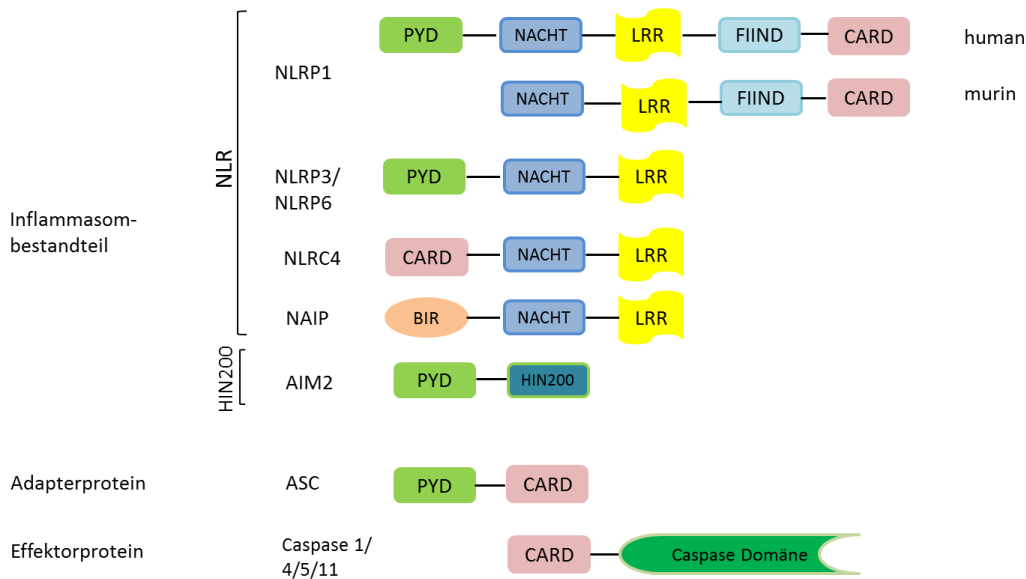 PYD NACHT LRR FIIND CARD human
NLRP1
NACHT LRR FIIND CARD murin
NLR
NLRP3/
NLRP6
PYD NACHT LRR
Inflammasom-
bestandteil
NLRC4 CARD NACHT LRR
NAIP BIR NACHT LRR
HIN200
AIM2 PYD HIN200
Adapterprotein ASC PYD CARD
Effektorprotein
Caspase 1/
4/5/11
CARD Caspase Domäne